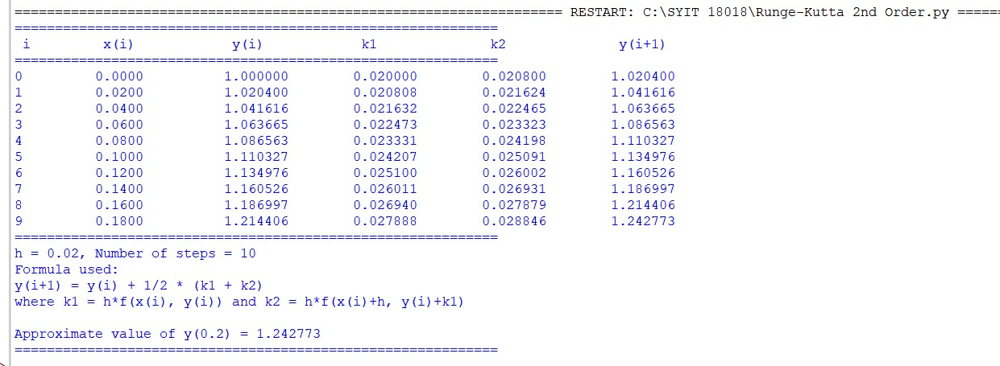 ==================================================================== RESTART: C:\SYIT 18018\Runge-Kutta 2nd Order.py =====
============================================================
i x(i) y(i) k1 k2 y(i+1)
============================================================
0 0.0000 1.000000 0.020000 0.020800 1.020400
1 0.0200 1.020400 0.020808 0.021624 1.041616
2 0.0400 1.041616 0.021632 0.022465 1.063665
3 0.0600 1.063665 0.022473 0.023323 1.086563
4 0.0800 1.086563 0.023331 0.024198 1.110327
5 0.1000 1.110327 0.024207 0.025091 1.134976
6 0.1200 1.134976 0.025100 0.026002 1.160526
7 0.1400 1.160526 0.026011 0.026931 1.186997
8 0.1600 1.186997 0.026940 0.027879 1.214406
9 0.1800 1.214406 0.027888 0.028846 1.242773
============================================================
h = 0.02, Number of steps = 10
Formula used:
y(i+1) = y(i) + 1/2 * (k1 + k2)
where k1 = h*f(x(i), y(i)) and k2 = h*f(x(i)+h, y(i)+k1)
Approximate value of y(0.2) = 1.242773
============================================================